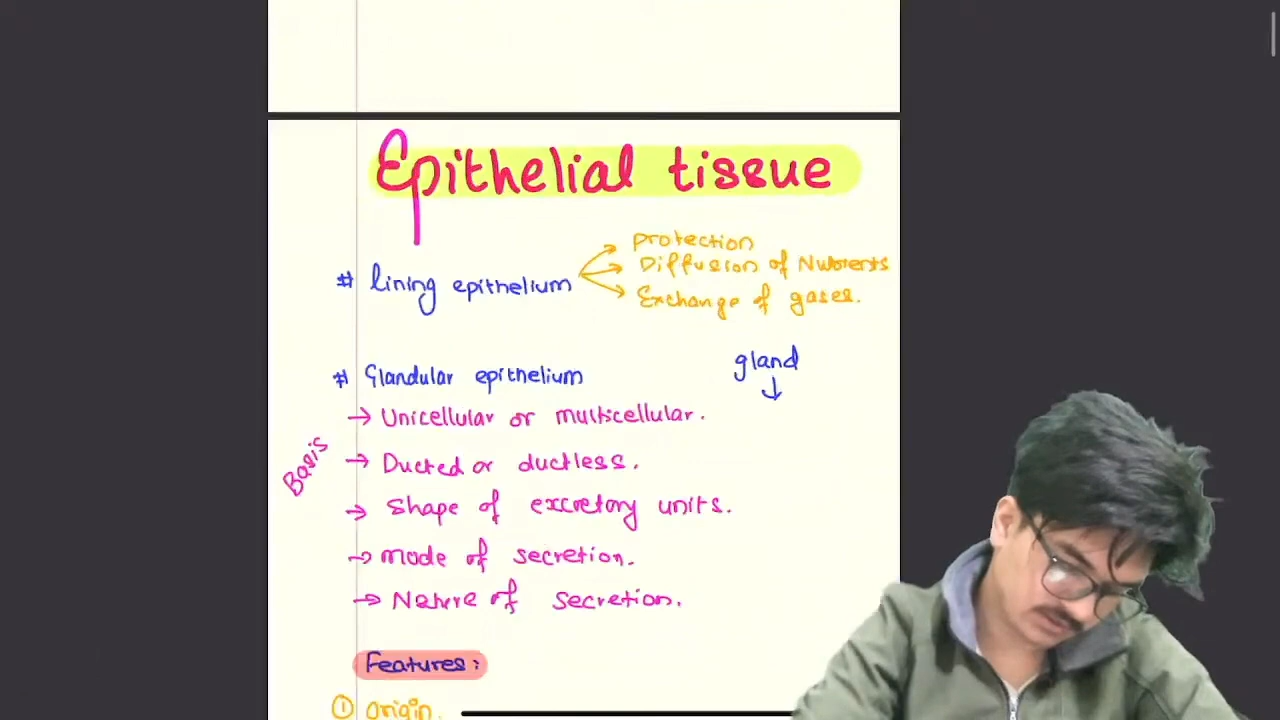 Epithelial tissue
# lining epithelium
protection
Diffusion of Nutrients
Exchange of gases.
# Glandular epithelium
gland
↓
Basis
→ Unicellular or multicellular.
→ Ducted or ductless.
→ Shape of excretory units.
→ mode of secretion.
→ Nature of secretion.
Features:
① origin.